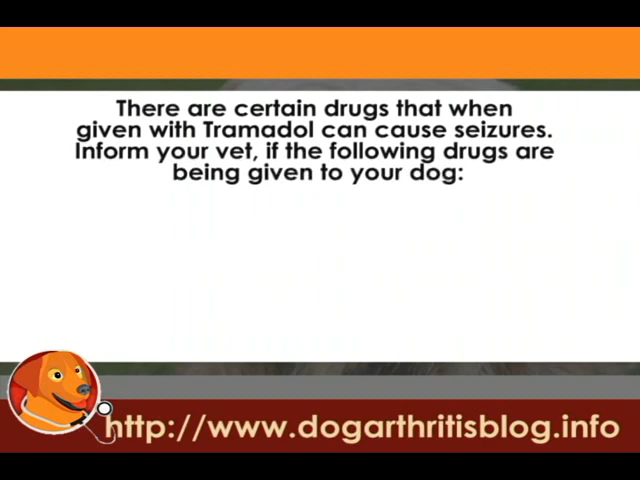 There are certain drugs that when
given with Tramadol can cause seizures.
Inform your vet, if the following drugs are
being given to your dog:
http://www.dogarthritisblog.info